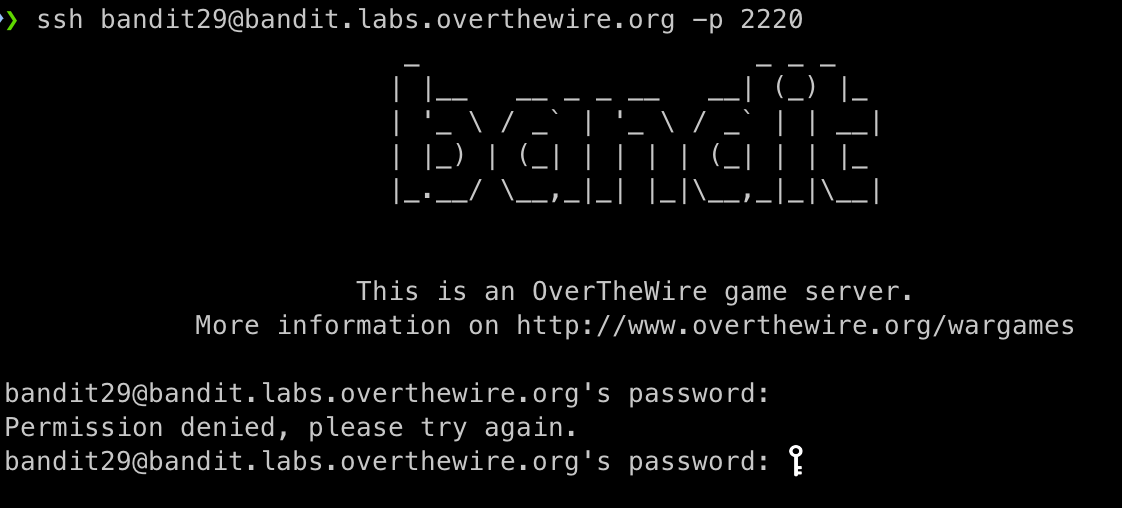 ❯ ssh bandit29@bandit.labs.overthewire.org -p 2220
                         _                     _ _ _
                        | |__   __ _ _ __   __| (_) |_
                        | '_ \ / _` | '_ \ / _` | | __|
                        | |_) | (_| | | | | (_| | | |_
                        |_.__/ \__,_|_| |_|\__,_|_|\__|
This is an OverTheWire game server.
More information on http://www.overthewire.org/wargames
bandit29@bandit.labs.overthewire.org's password:
Permission denied, please try again.
bandit29@bandit.labs.overthewire.org's password: